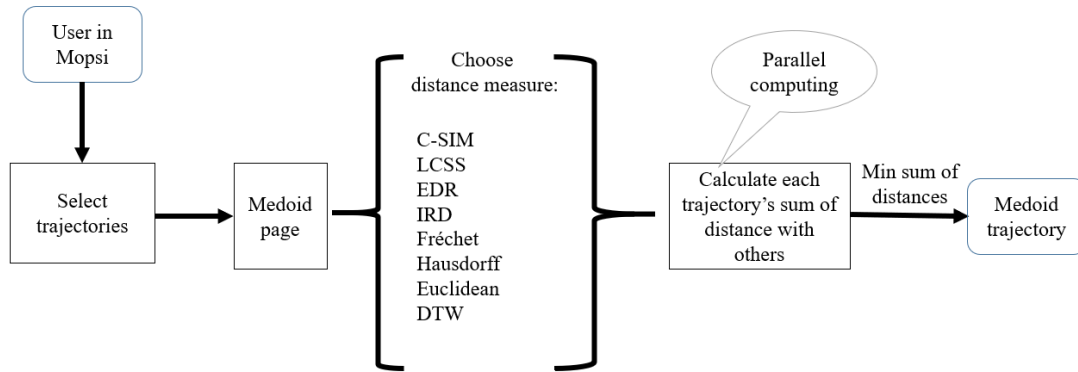 User in
Mopsi
Select
trajectories
Medoid
page
Choose
distance measure:
C-SIM
LCSS
EDR
IRD
Fréchet
Hausdorff
Euclidean
DTW
Parallel
computing
Calculate each
trajectory's sum of
distance with
others
Min sum of
distances
Medoid
trajectory